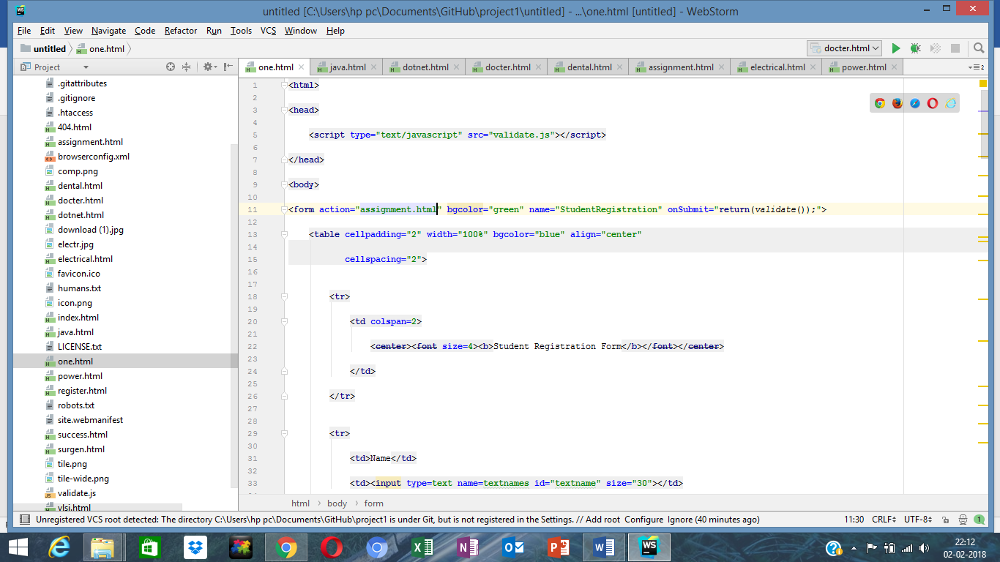 untitled [C:\Users\hp pc\Documents\GitHub\project1\untitled] - ...\one.html [untitled] - WebStorm
File Edit View Navigate Code Refactor Run Tools VCS Window Help
untitled one.html docter.html
Project
one.html java.html dotnet.html docter.html dental.html assignment.html electrical.html power.html 2
.gitattributes
.gitignore
.htaccess
404.html
assignment.html
browserconfig.xml
comp.png
dental.html
docter.html
dotnet.html
download (1).jpg
electr.jpg
electrical.html
favicon.ico
humans.txt
icon.png
index.html
java.html
LICENSE.txt
one.html
power.html
register.html
robots.txt
site.webmanifest
success.html
surgen.html
tile.png
tile-wide.png
validate.js
vlsi.html
1 <html>
2
3 <head>
4
5 <script type="text/javascript" src="validate.js"></script>
6
7 </head>
8
9 <body>
10
11 <form action="assignment.html" bgcolor="green" name="StudentRegistration" onSubmit="return(validate());">
12
13 <table cellpadding="2" width="100%" bgcolor="blue" align="center"
14
15 cellspacing="2">
16
17
18 <tr>
19
20 <td colspan=2>
21
22 <center><font size=4><b>Student Registration Form</b></font></center>
23
24 </td>
25
26 </tr>
27
28
29 <tr>
30
31 <td>Name</td>
32
33 <td><input type=text name=textnames id="textname" size="30"></td>
html body form
Unregistered VCS root detected: The directory C:\Users\hp pc\Documents\GitHub\project1 is under Git, but is not registered in the Settings. // Add root Configure Ignore (40 minutes ago) 11:30 CRLF UTF-8 1
22:12
02-02-2018